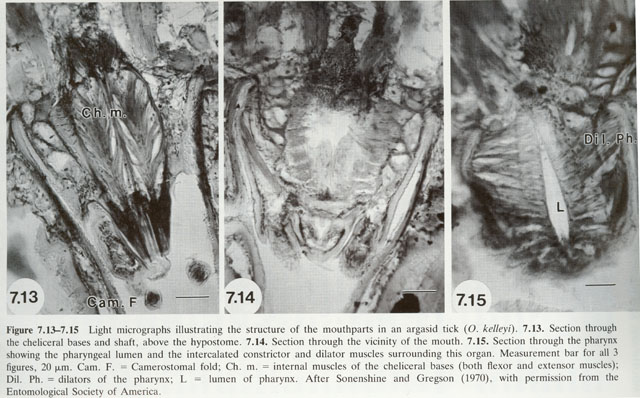 Ch. m.
Cam. F
7.13
7.14
Dil. Ph.
L
7.15
Figure 7.13–7.15 Light micrographs illustrating the structure of the mouthparts in an argasid tick (O. kelleyi). 7.13. Section through
the cheliceral bases and shaft, above the hypostome. 7.14. Section through the vicinity of the mouth. 7.15. Section through the pharynx
showing the pharyngeal lumen and the intercalated constrictor and dilator muscles surrounding this organ. Measurement bar for all 3
figures, 20 μm. Cam. F. = Camerostomal fold; Ch. m. = internal muscles of the cheliceral bases (both flexor and extensor muscles);
Dil. Ph. = dilators of the pharynx; L = lumen of pharynx. After Sonenshine and Gregson (1970), with permission from the
Entomological Society of America.